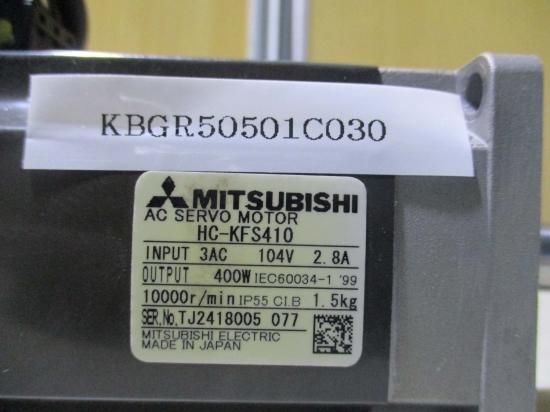 KBGR50501C030
MITSUBISHI
AC SERVO MOTOR
HC-KFS410
INPUT 3AC 104V 2.8A
OUTPUT 400W IEC60034-1 '99
10000r/min IP55 CI.B 1.5kg
SER.No.TJ2418005 077
MITSUBISHI ELECTRIC
MADE IN JAPAN